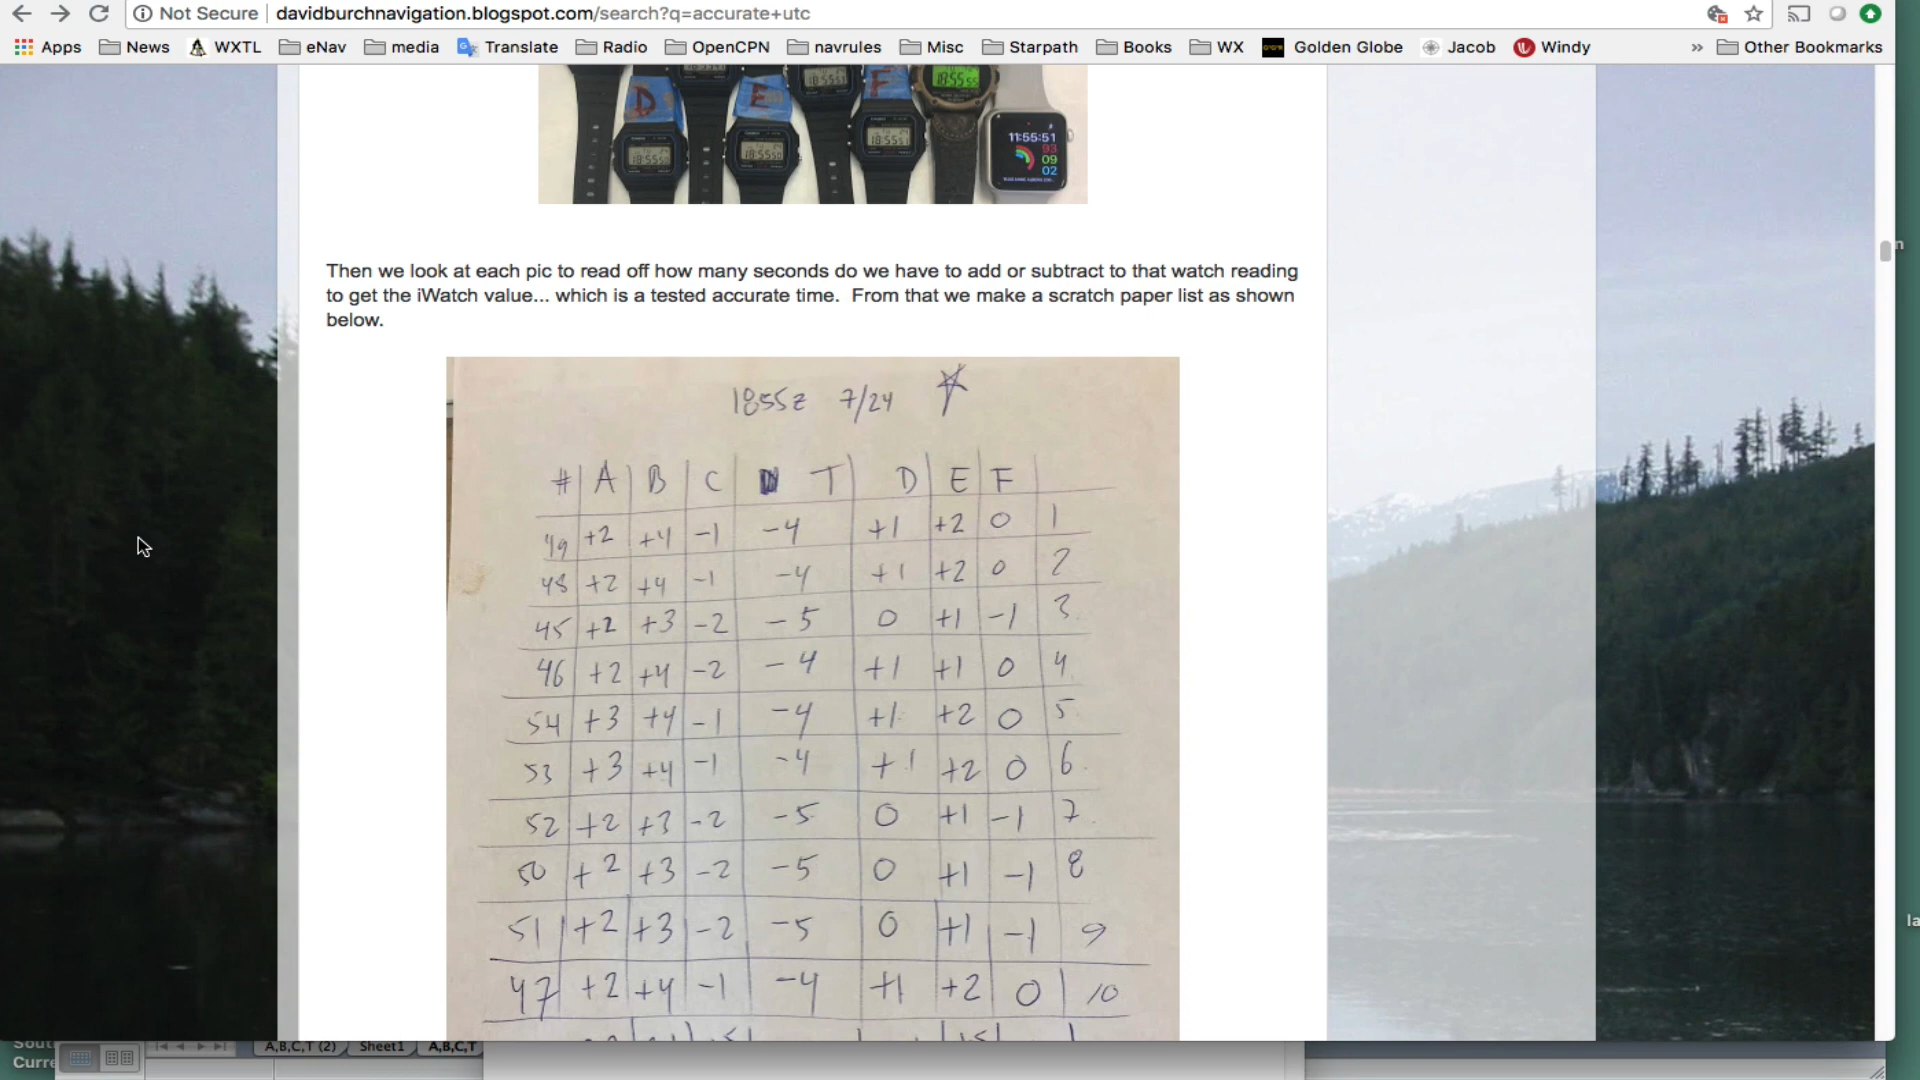 Not Secure davidburchnavigation.blogspot.com/search?q=accurate+utc
Apps News WXTL eNav media Translate Radio OpenCPN navrules Misc Starpath Books WX Golden Globe Jacob Windy » Other Bookmarks
D E F
18:55:55
11:55:51
93
09
02
Then we look at each pic to read off how many seconds do we have to add or subtract to that watch reading
to get the iWatch value... which is a tested accurate time. From that we make a scratch paper list as shown
below.
1855z 7/24
# A B C T D E F
49 +2 +4 -1 -4 +1 +2 0 1
48 +2 +4 -1 -4 +1 +2 0 2
45 +2 +3 -2 -5 0 +1 -1 3
46 +2 +4 -2 -4 +1 +1 0 4
54 +3 +4 -1 -4 +1 +2 0 5
53 +3 +4 -1 -4 +1 +2 0 6
52 +2 +3 -2 -5 0 +1 -1 7
50 +2 +3 -2 -5 0 +1 -1 8
51 +2 +3 -2 -5 0 +1 -1 9
47 +2 +4 -1 -4 +1 +2 0 10
A,B,C,T (2) Sheet1 A,B,C,T
Curre